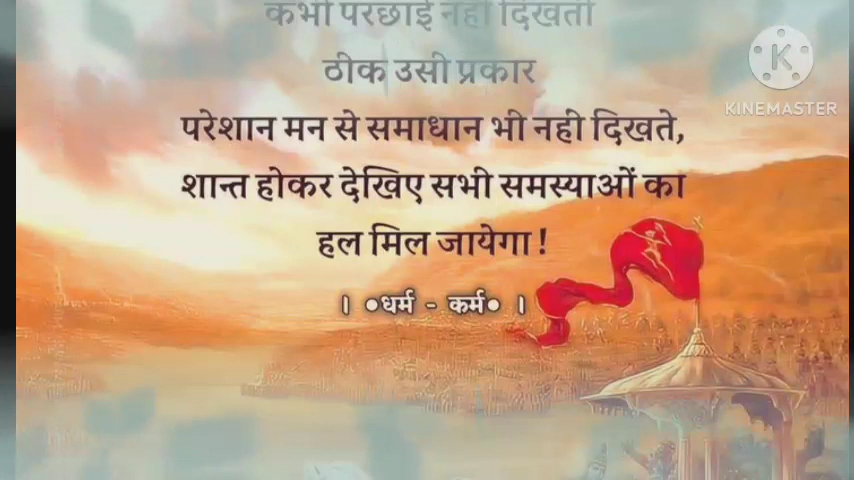 कभी परछाई नही दिखती
ठीक उसी प्रकार
परेशान मन से समाधान भी नही दिखते,
शान्त होकर देखिए सभी समस्याओं का
हल मिल जायेगा !
। •धर्म - कर्म• ।
K
KINEMASTER